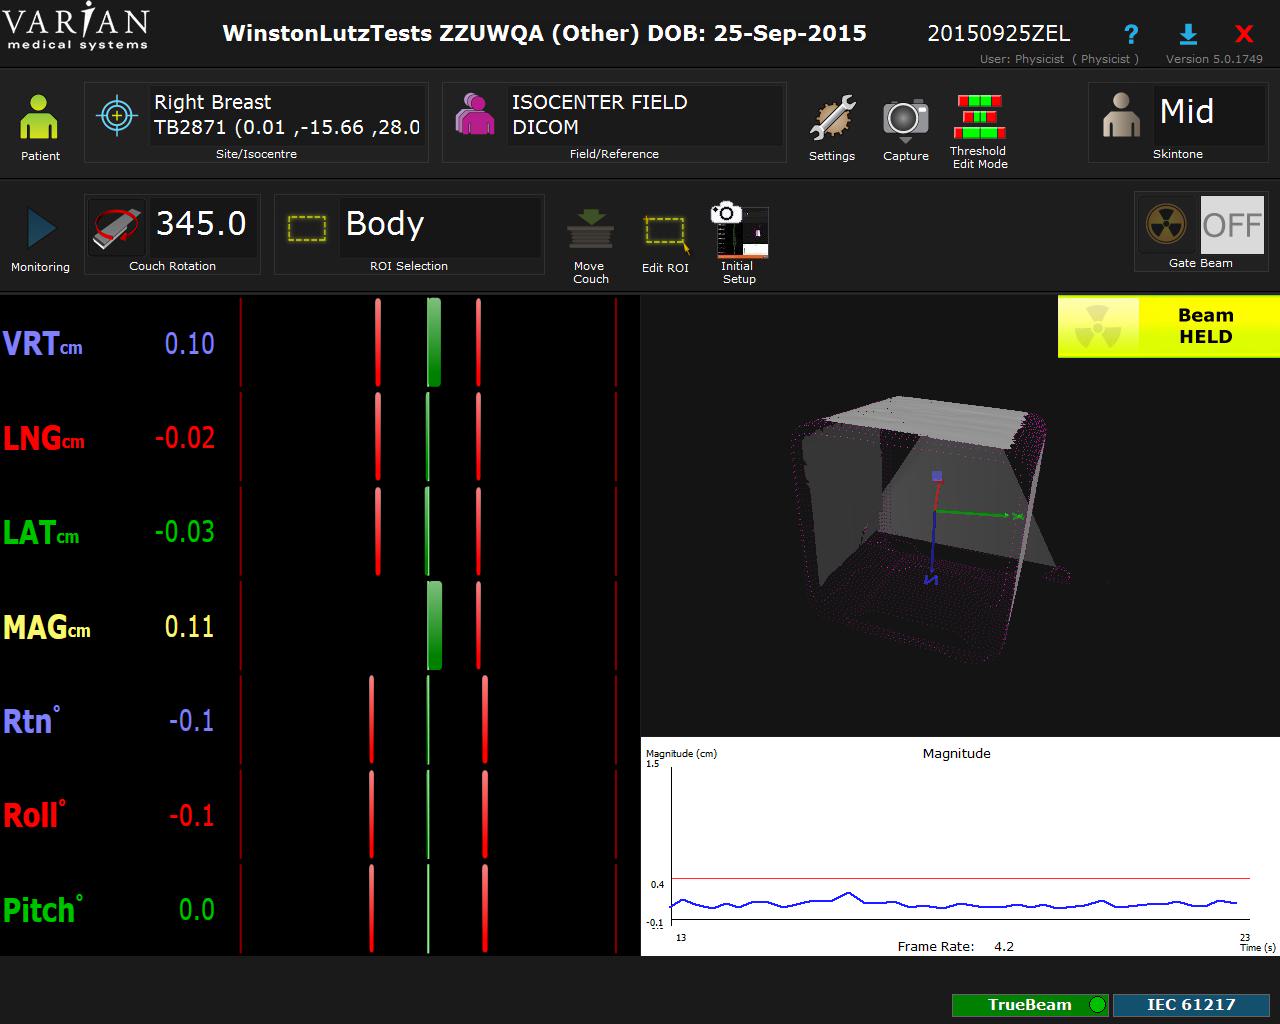 VARIAN
medical systems
WinstonLutzTests ZZUWQA (Other) DOB: 25-Sep-2015
20150925ZEL
?
X
User: Physicist ( Physicist )
Version 5.0.1749
Patient
Right Breast
TB2871 (0.01 ,-15.66 ,28.0
Site/Isocentre
ISOCENTER FIELD
DICOM
Field/Reference
Settings
Capture
Threshold
Edit Mode
Mid
Skintone
Monitoring
345.0
Couch Rotation
Body
ROI Selection
Move
Couch
Edit ROI
Initial
Setup
OFF
Gate Beam
VRTcm 0.10
LNGcm -0.02
LATcm -0.03
MAGcm 0.11
Rtn° -0.1
Roll° -0.1
Pitch° 0.0
Beam
HELD
Magnitude (cm)
Magnitude
1.5
0.4
-0.1
13
23
Frame Rate: 4.2
Time (s)
TrueBeam
IEC 61217